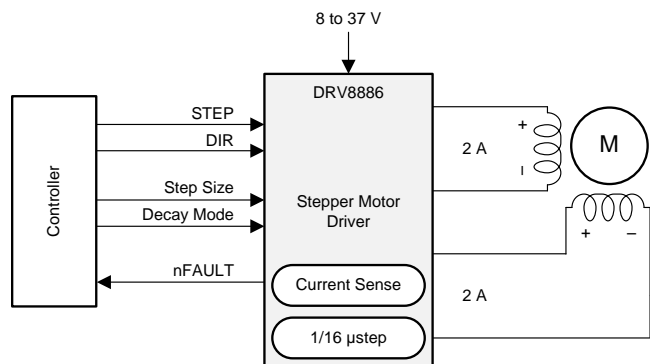 8 to 37 V
DRV8886
STEP
DIR
Step Size
Decay Mode
nFAULT
Controller
Stepper Motor
Driver
Current Sense
1/16 µstep
2 A
2 A
+
–
M
+
–